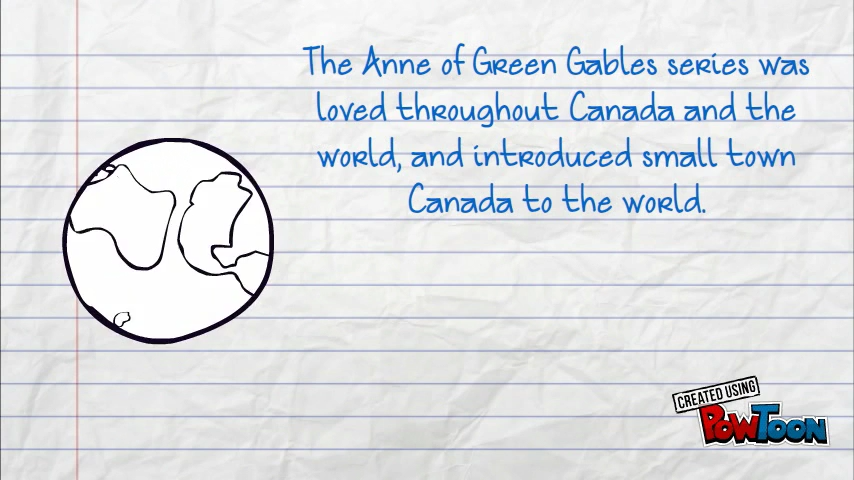 The Anne of Green Gables series was
loved throughout Canada and the
world, and introduced small town
Canada to the world.
CREATED USING
POWTOON